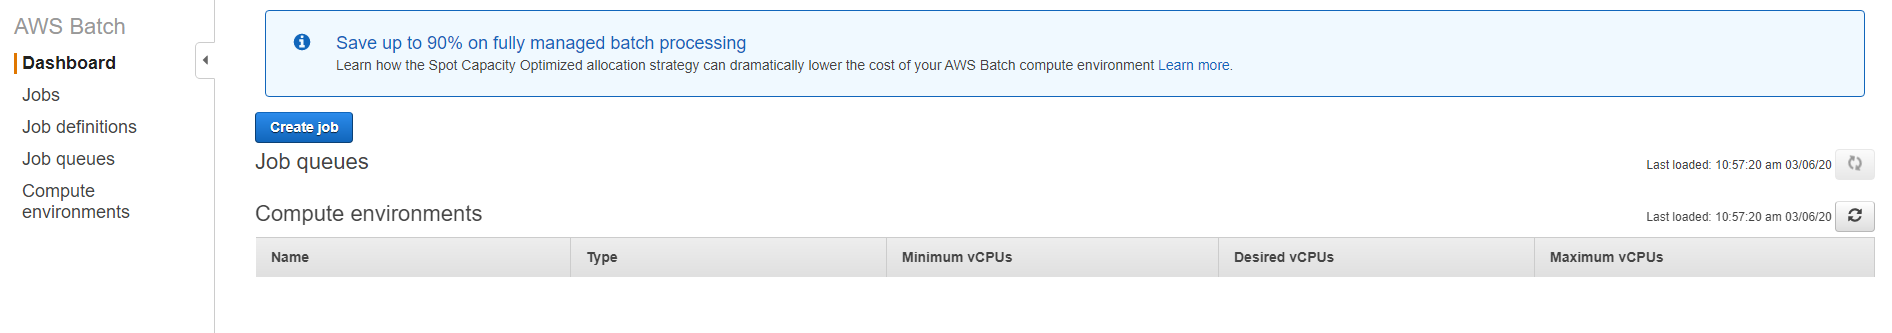 AWS Batch
Dashboard
Jobs
Job definitions
Job queues
Compute
environments
Save up to 90% on fully managed batch processing
Learn how the Spot Capacity Optimized allocation strategy can dramatically lower the cost of your AWS Batch compute environment Learn more.
Create job
Job queues
Last loaded: 10:57:20 am 03/06/20
Compute environments
Last loaded: 10:57:20 am 03/06/20
Name Type Minimum vCPUs Desired vCPUs Maximum vCPUs